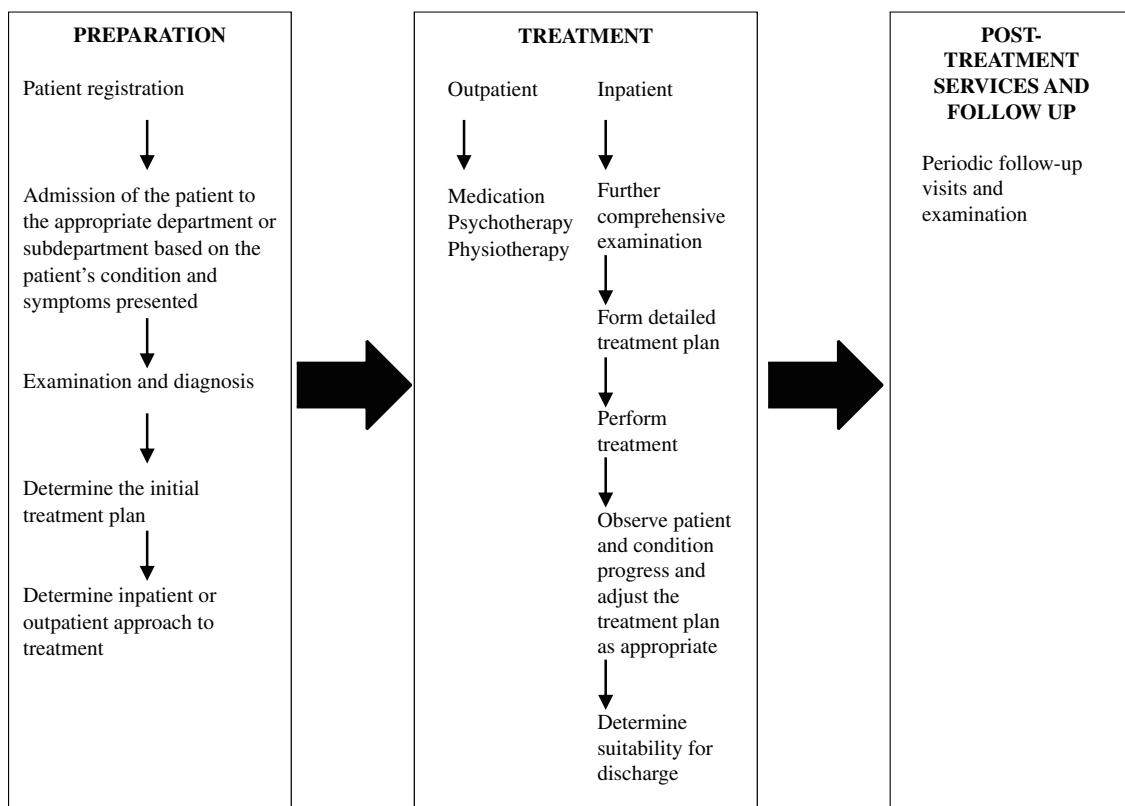 PREPARATION
Patient registration
Admission of the patient to
the appropriate department or
subdepartment based on the
patient's condition and
symptoms presented
Examination and diagnosis
Determine the initial
treatment plan
Determine inpatient or
outpatient approach to
treatment
TREATMENT
Outpatient
Medication
Psychotherapy
Physiotherapy
Inpatient
Further
comprehensive
examination
Form detailed
treatment plan
Perform
treatment
Observe patient
and condition
progress and
adjust the
treatment plan
as appropriate
Determine
suitability for
discharge
POST-
TREATMENT
SERVICES AND
FOLLOW UP
Periodic follow-up
visits and
examination